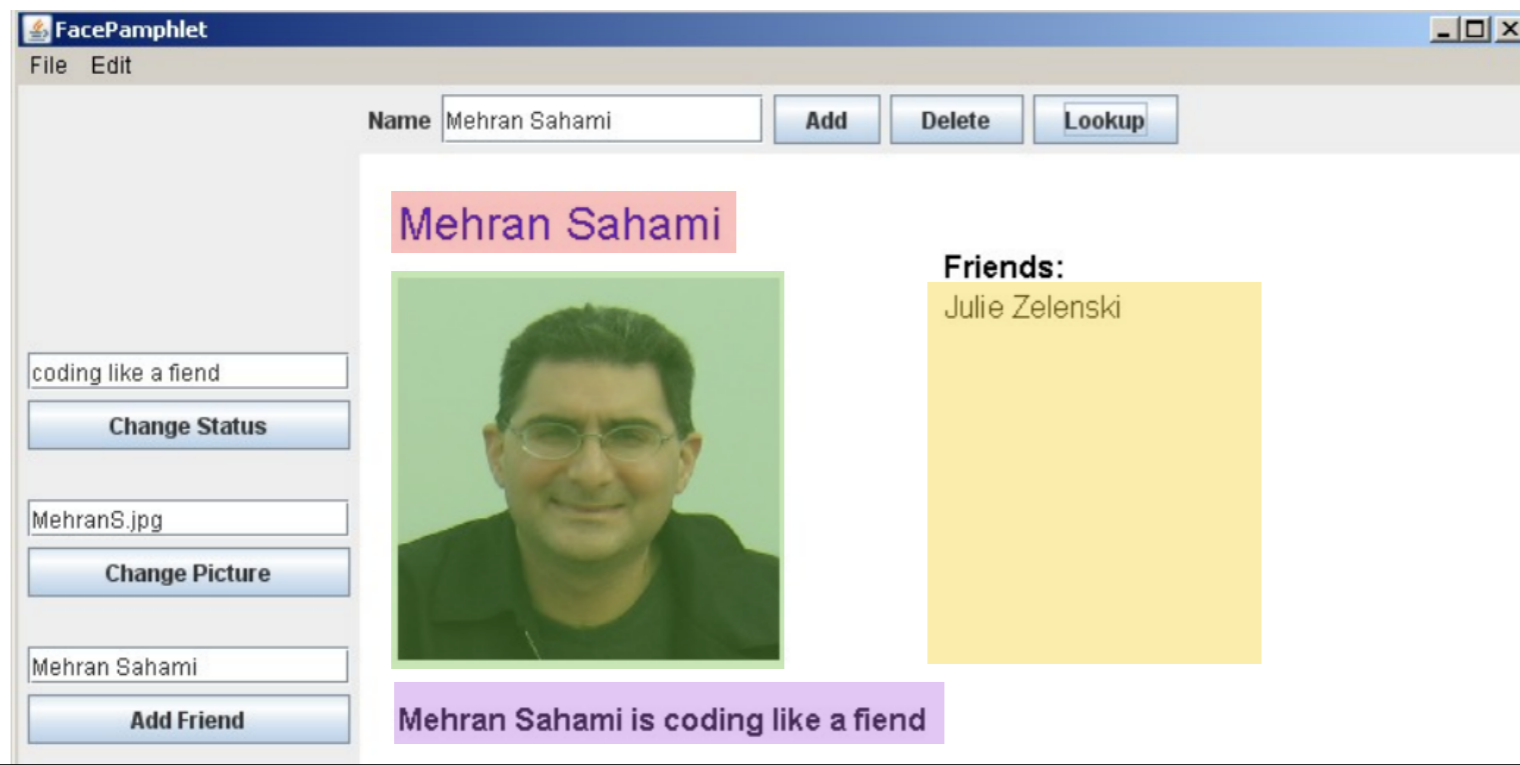 FacePamphlet
File Edit
Name Mehran Sahami Add Delete Lookup
Mehran Sahami
Friends:
Julie Zelenski
coding like a fiend
Change Status
MehranS.jpg
Change Picture
Mehran Sahami
Add Friend
Mehran Sahami is coding like a fiend